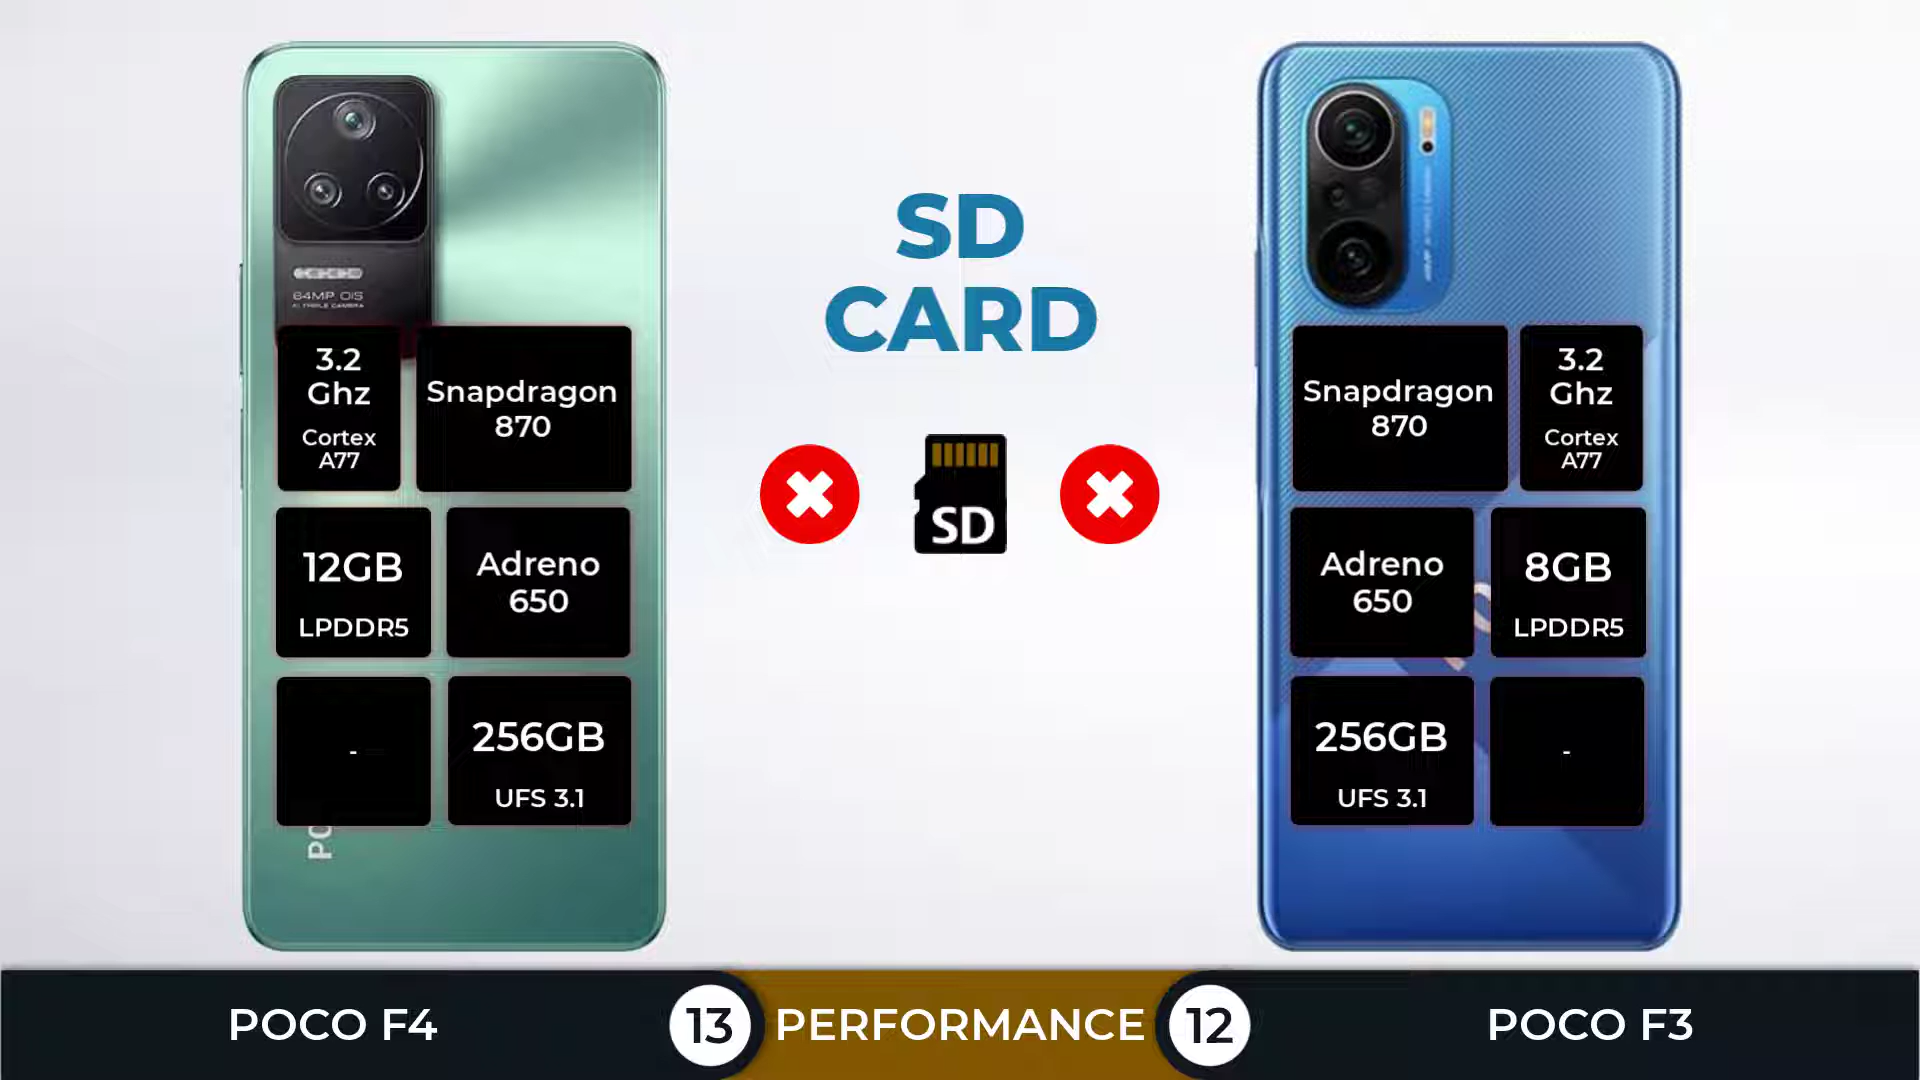 SD
CARD
64MP OIS
AI TRIPLE CAMERA
3.2
Ghz
Cortex
A77
Snapdragon
870
12GB
LPDDR5
Adreno
650
-
256GB
UFS 3.1
PO
SD
Snapdragon
870
3.2
Ghz
Cortex
A77
Adreno
650
8GB
LPDDR5
256GB
UFS 3.1
-
POCO F4
13
PERFORMANCE
12
POCO F3